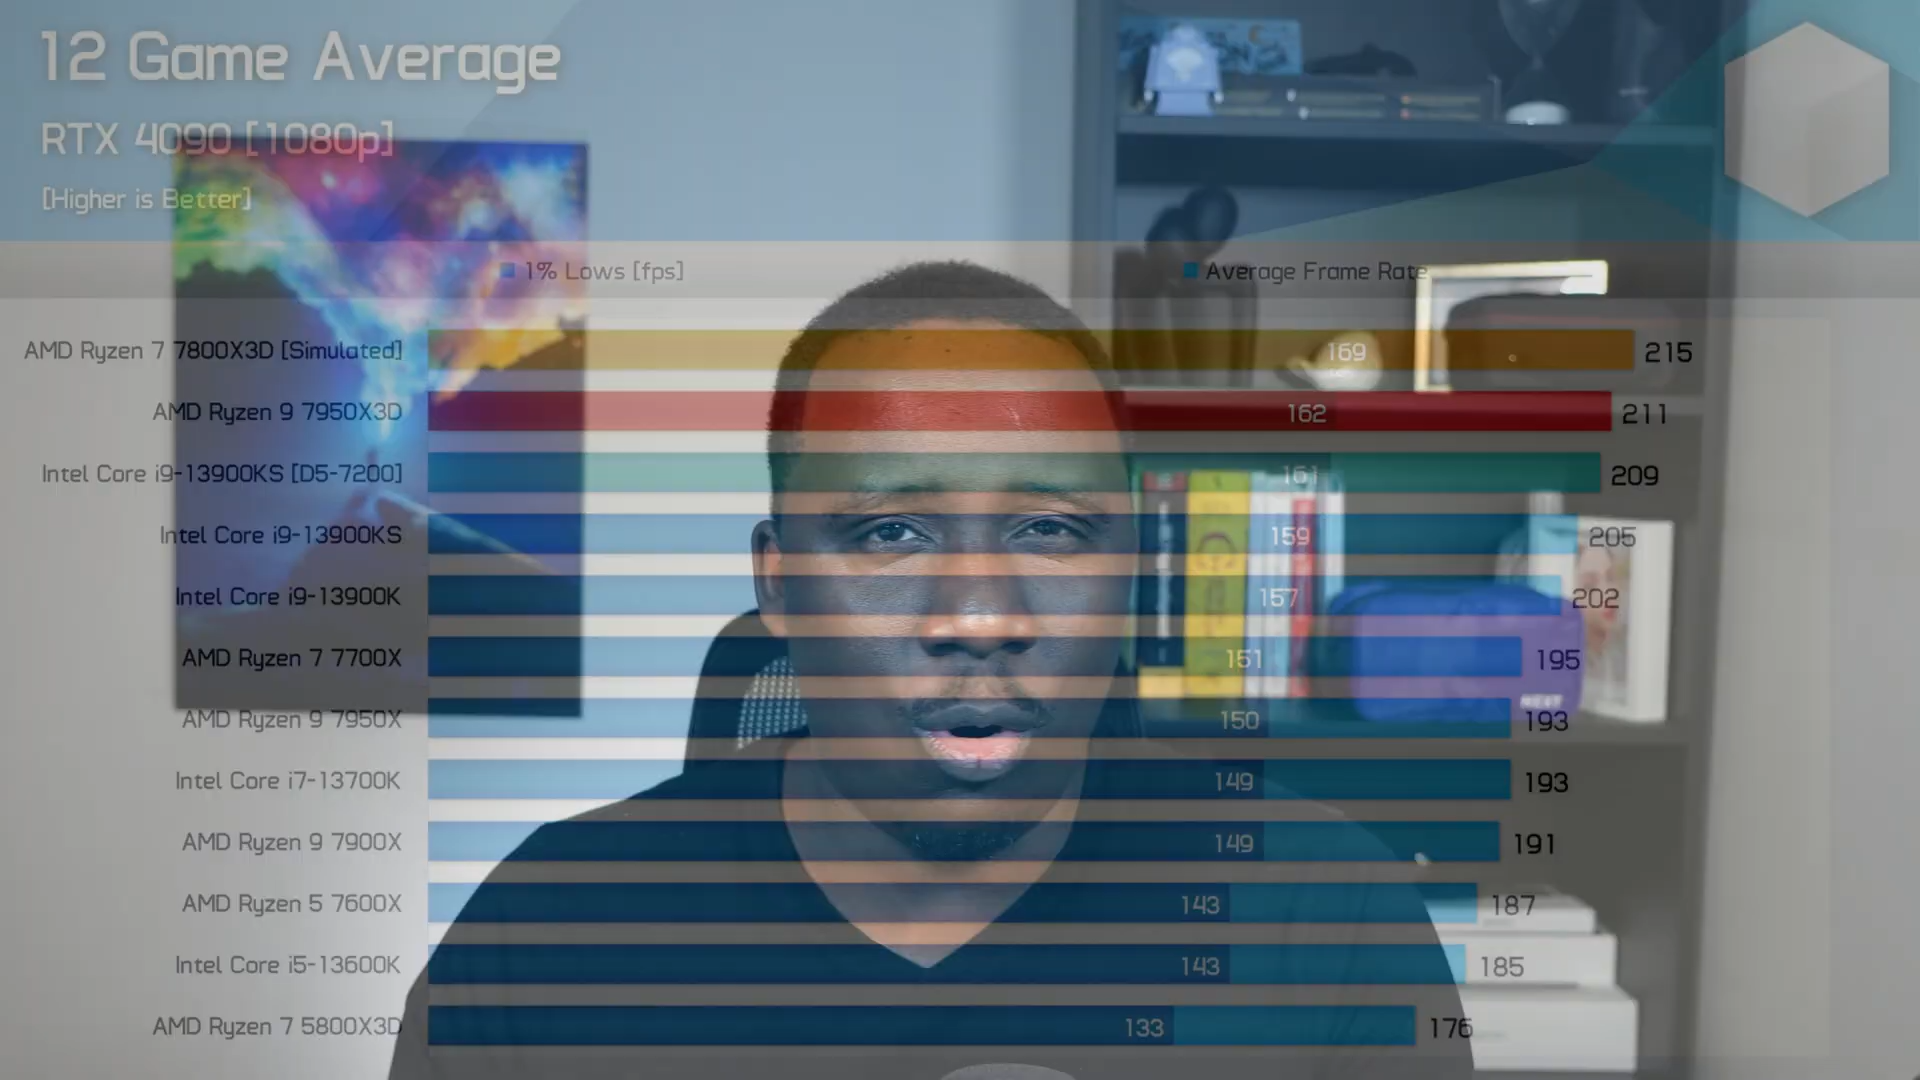 12 Game Average
RTX 4090 [1080p]
[Higher is Better]
1% Lows [fps] Average Frame Rate
AMD Ryzen 7 7800X3D [Simulated] 169 215
AMD Ryzen 9 7950X3D 162 211
Intel Core i9-13900KS [D5-7200] 161 209
Intel Core i9-13900KS 159 205
Intel Core i9-13900K 157 202
AMD Ryzen 7 7700X 151 195
AMD Ryzen 9 7950X 150 193
Intel Core i7-13700K 149 193
AMD Ryzen 9 7900X 149 191
AMD Ryzen 5 7600X 143 187
Intel Core i5-13600K 143 185
AMD Ryzen 7 5800X3D 133 176